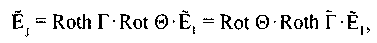 Ẽ_J = Roth Γ·Rot Θ·Ẽ_I = Rot Θ·Roth Γ̃·Ẽ_I,